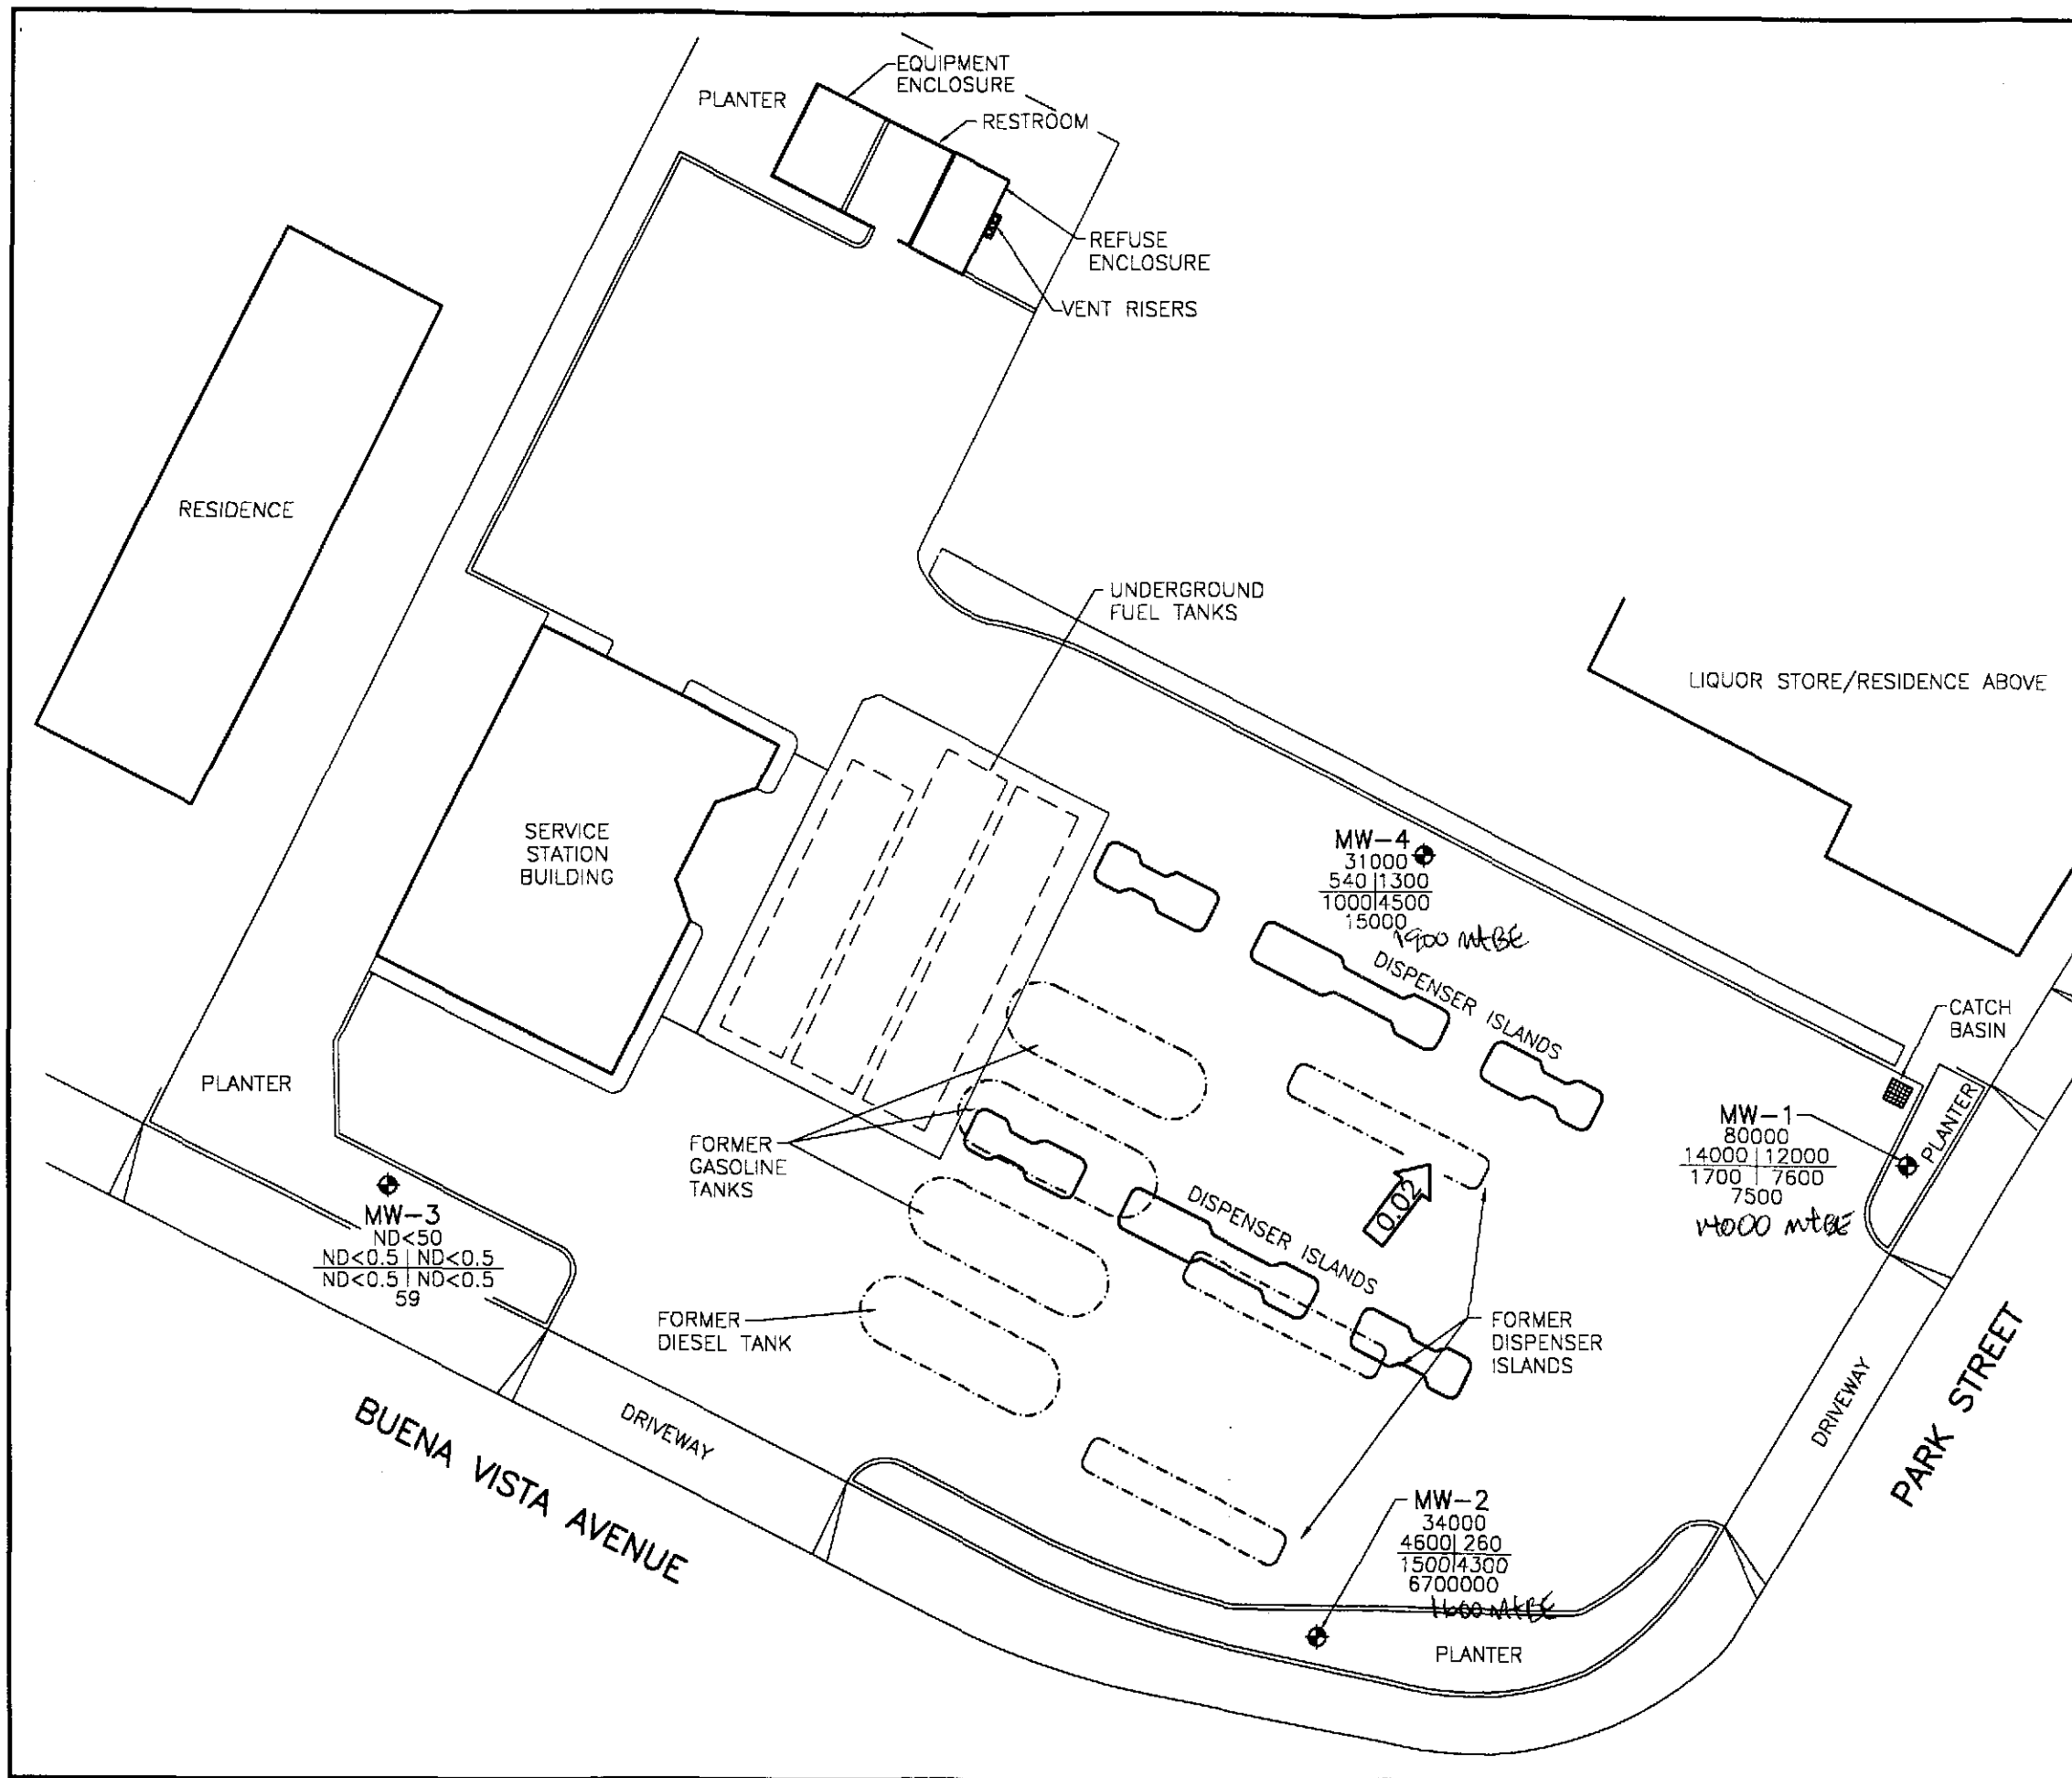 EQUIPMENT
ENCLOSURE
PLANTER
RESTROOM
REFUSE
ENCLOSURE
VENT RISERS
RESIDENCE
UNDERGROUND
FUEL TANKS
LIQUOR STORE/RESIDENCE ABOVE
SERVICE
STATION
BUILDING
MW-4
31000
540|1300
1000|4500
15000
1900 MtBE
DISPENSER ISLANDS
CATCH
BASIN
PLANTER
MW-1
80000
14000|12000
1700|7600
7500
14000 MtBE
PLANTER
FORMER
GASOLINE
TANKS
0.02
DISPENSER ISLANDS
MW-3
ND<50
ND<0.5|ND<0.5
ND<0.5|ND<0.5
59
FORMER
DIESEL TANK
FORMER
DISPENSER
ISLANDS
DRIVEWAY
PARK STREET
DRIVEWAY
BUENA VISTA AVENUE
MW-2
34000
4600|260
1500|4300
6700000
1600 MtBE
PLANTER